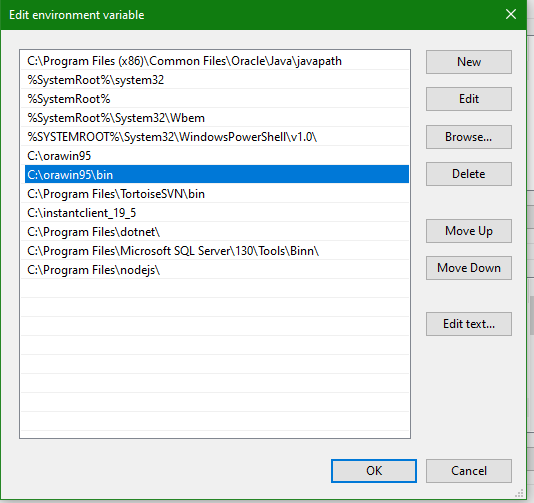 Edit environment variable
C:\Program Files (x86)\Common Files\Oracle\Java\javapath
%SystemRoot%\system32
%SystemRoot%
%SystemRoot%\System32\Wbem
%SYSTEMROOT%\System32\WindowsPowerShell\v1.0\
C:\orawin95
C:\orawin95\bin
C:\Program Files\TortoiseSVN\bin
C:\instantclient_19_5
C:\Program Files\dotnet\
C:\Program Files\Microsoft SQL Server\130\Tools\Binn\
C:\Program Files\nodejs\
New
Edit
Browse...
Delete
Move Up
Move Down
Edit text...
OK
Cancel